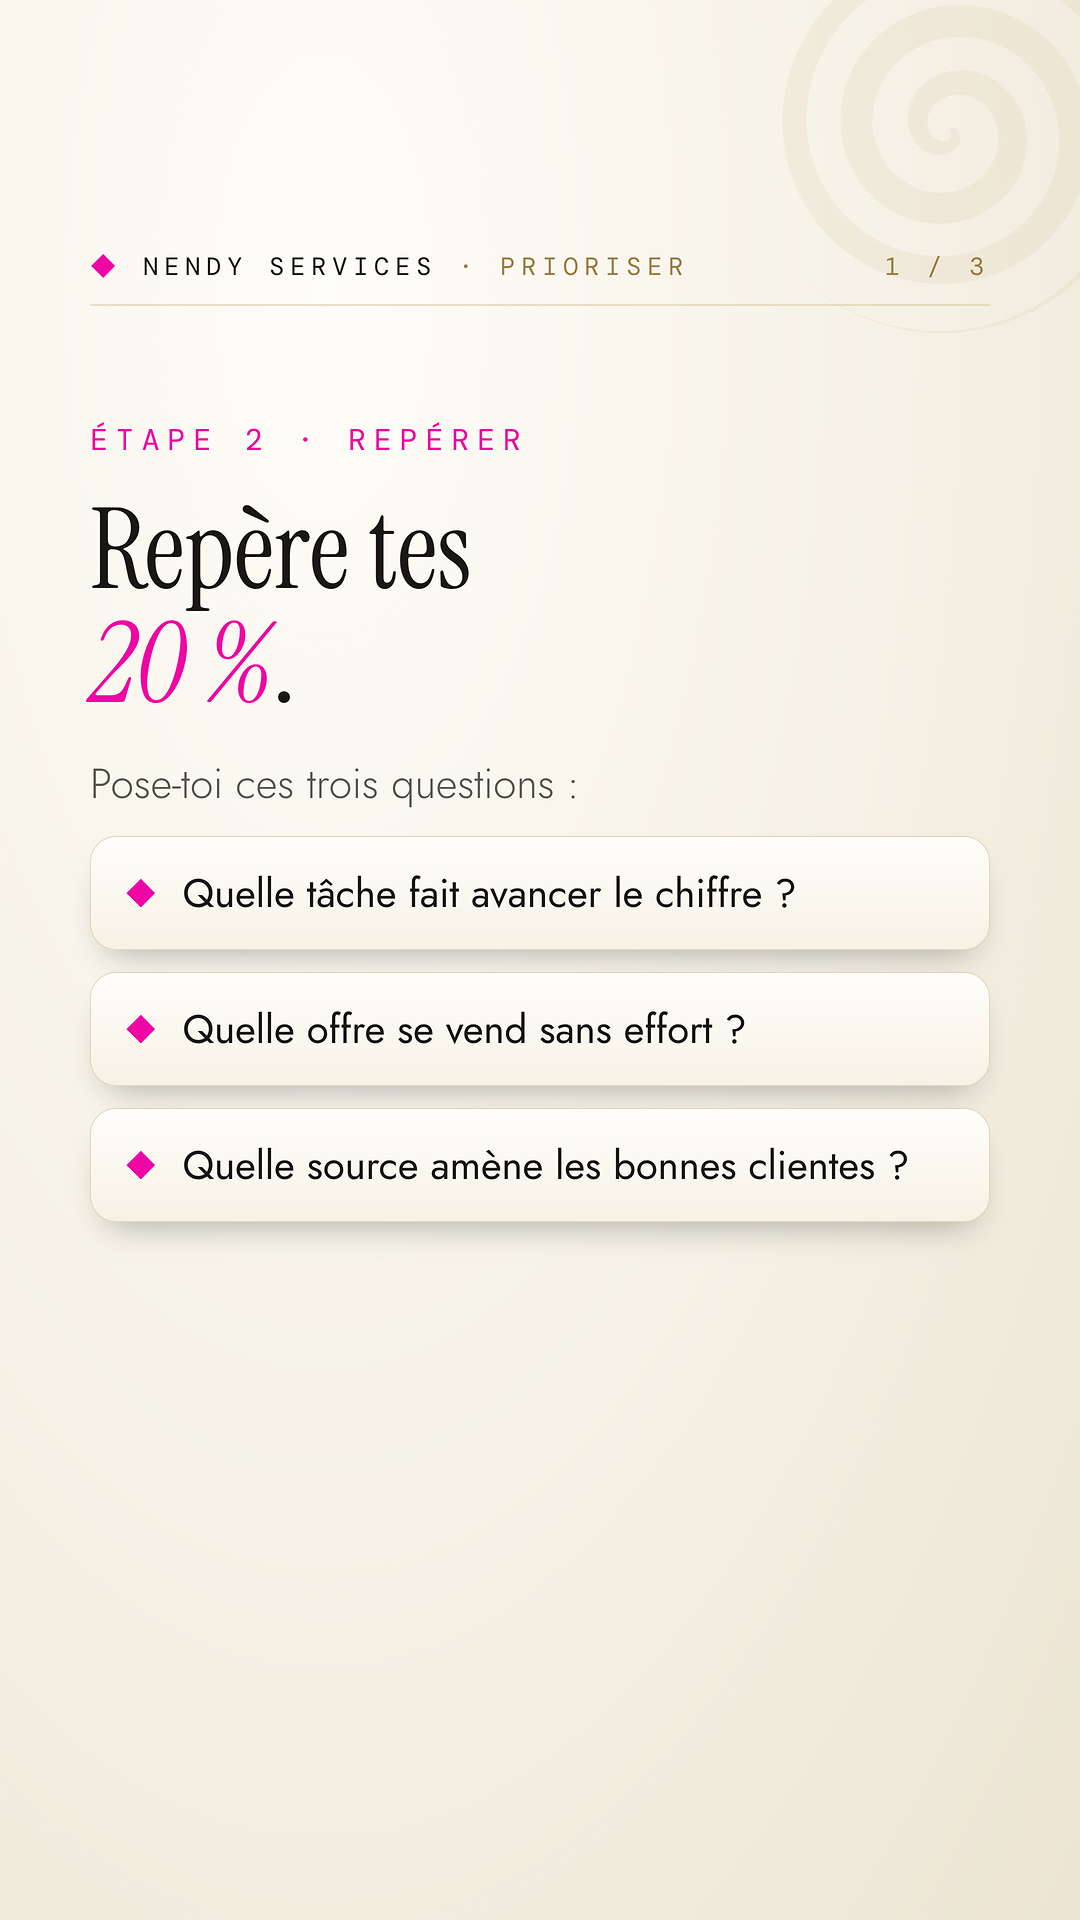 NENDY SERVICES · PRIORISER 1 / 3
ÉTAPE 2 · REPÉRER
Repère tes
20 %.
Pose-toi ces trois questions :
Quelle tâche fait avancer le chiffre ?
Quelle offre se vend sans effort ?
Quelle source amène les bonnes clientes ?